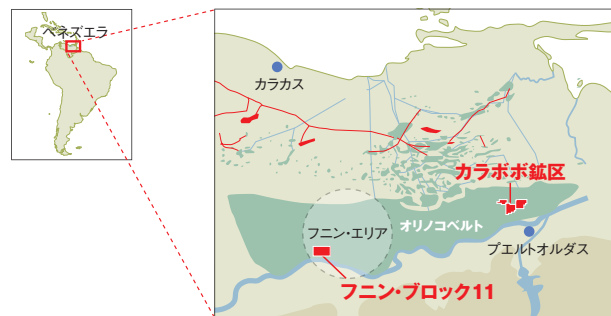 ベネズエラ
カラカス
カラボボ鉱区
オリノコベルト
フニン・エリア
プエルトオルダス
フニン・ブロック11